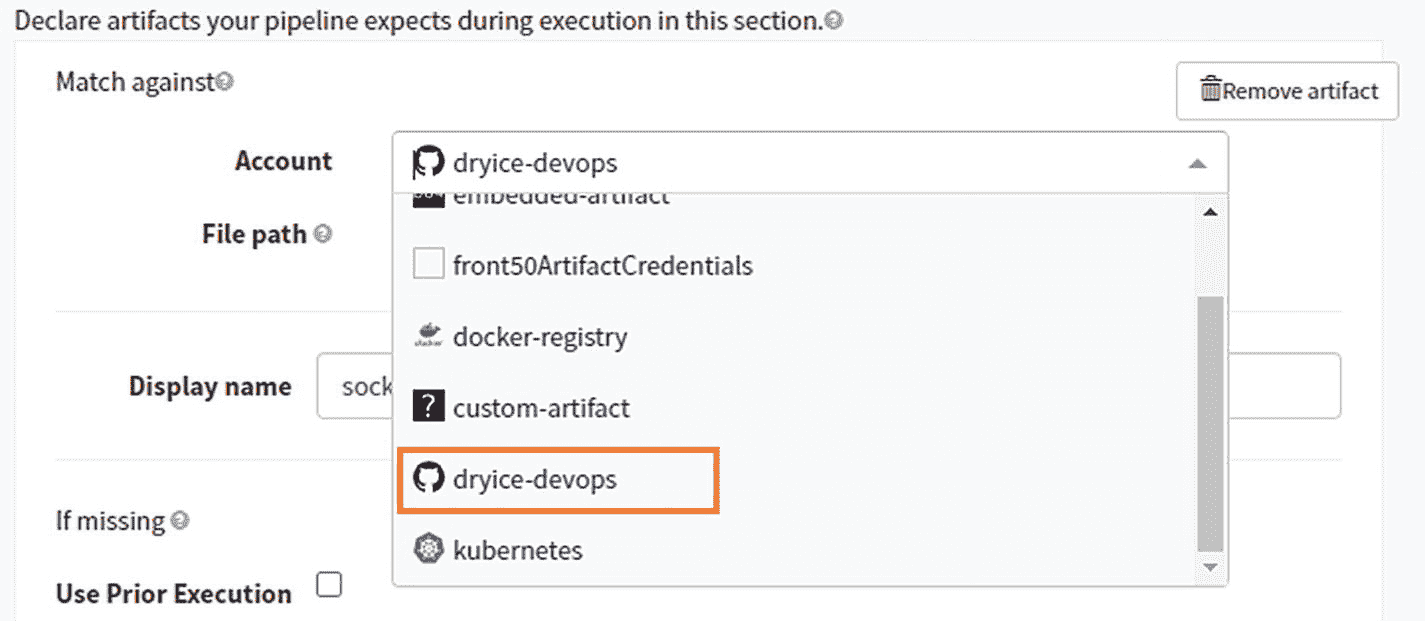 Declare artifacts your pipeline expects during execution in this section.
Match against
Remove artifact
Account
dryice-devops
embedded-artifact
File path
front50ArtifactCredentials
docker-registry
Display name
sock
custom-artifact
dryice-devops
If missing
kubernetes
Use Prior Execution